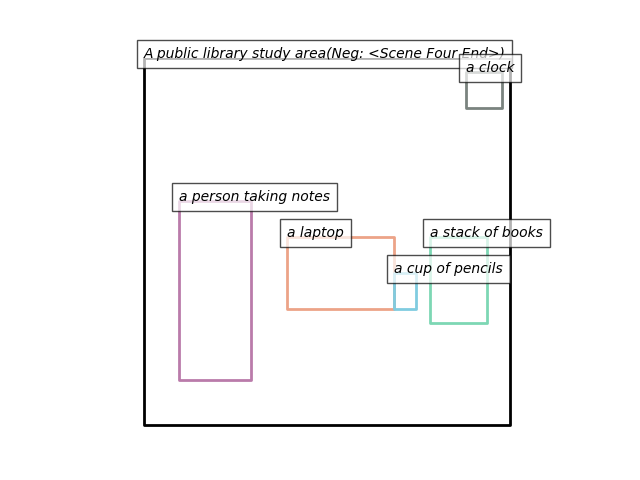 A public library study area(Neg: <Scene Four End>)
a clock
a person taking notes
a laptop
a stack of books
a cup of pencils